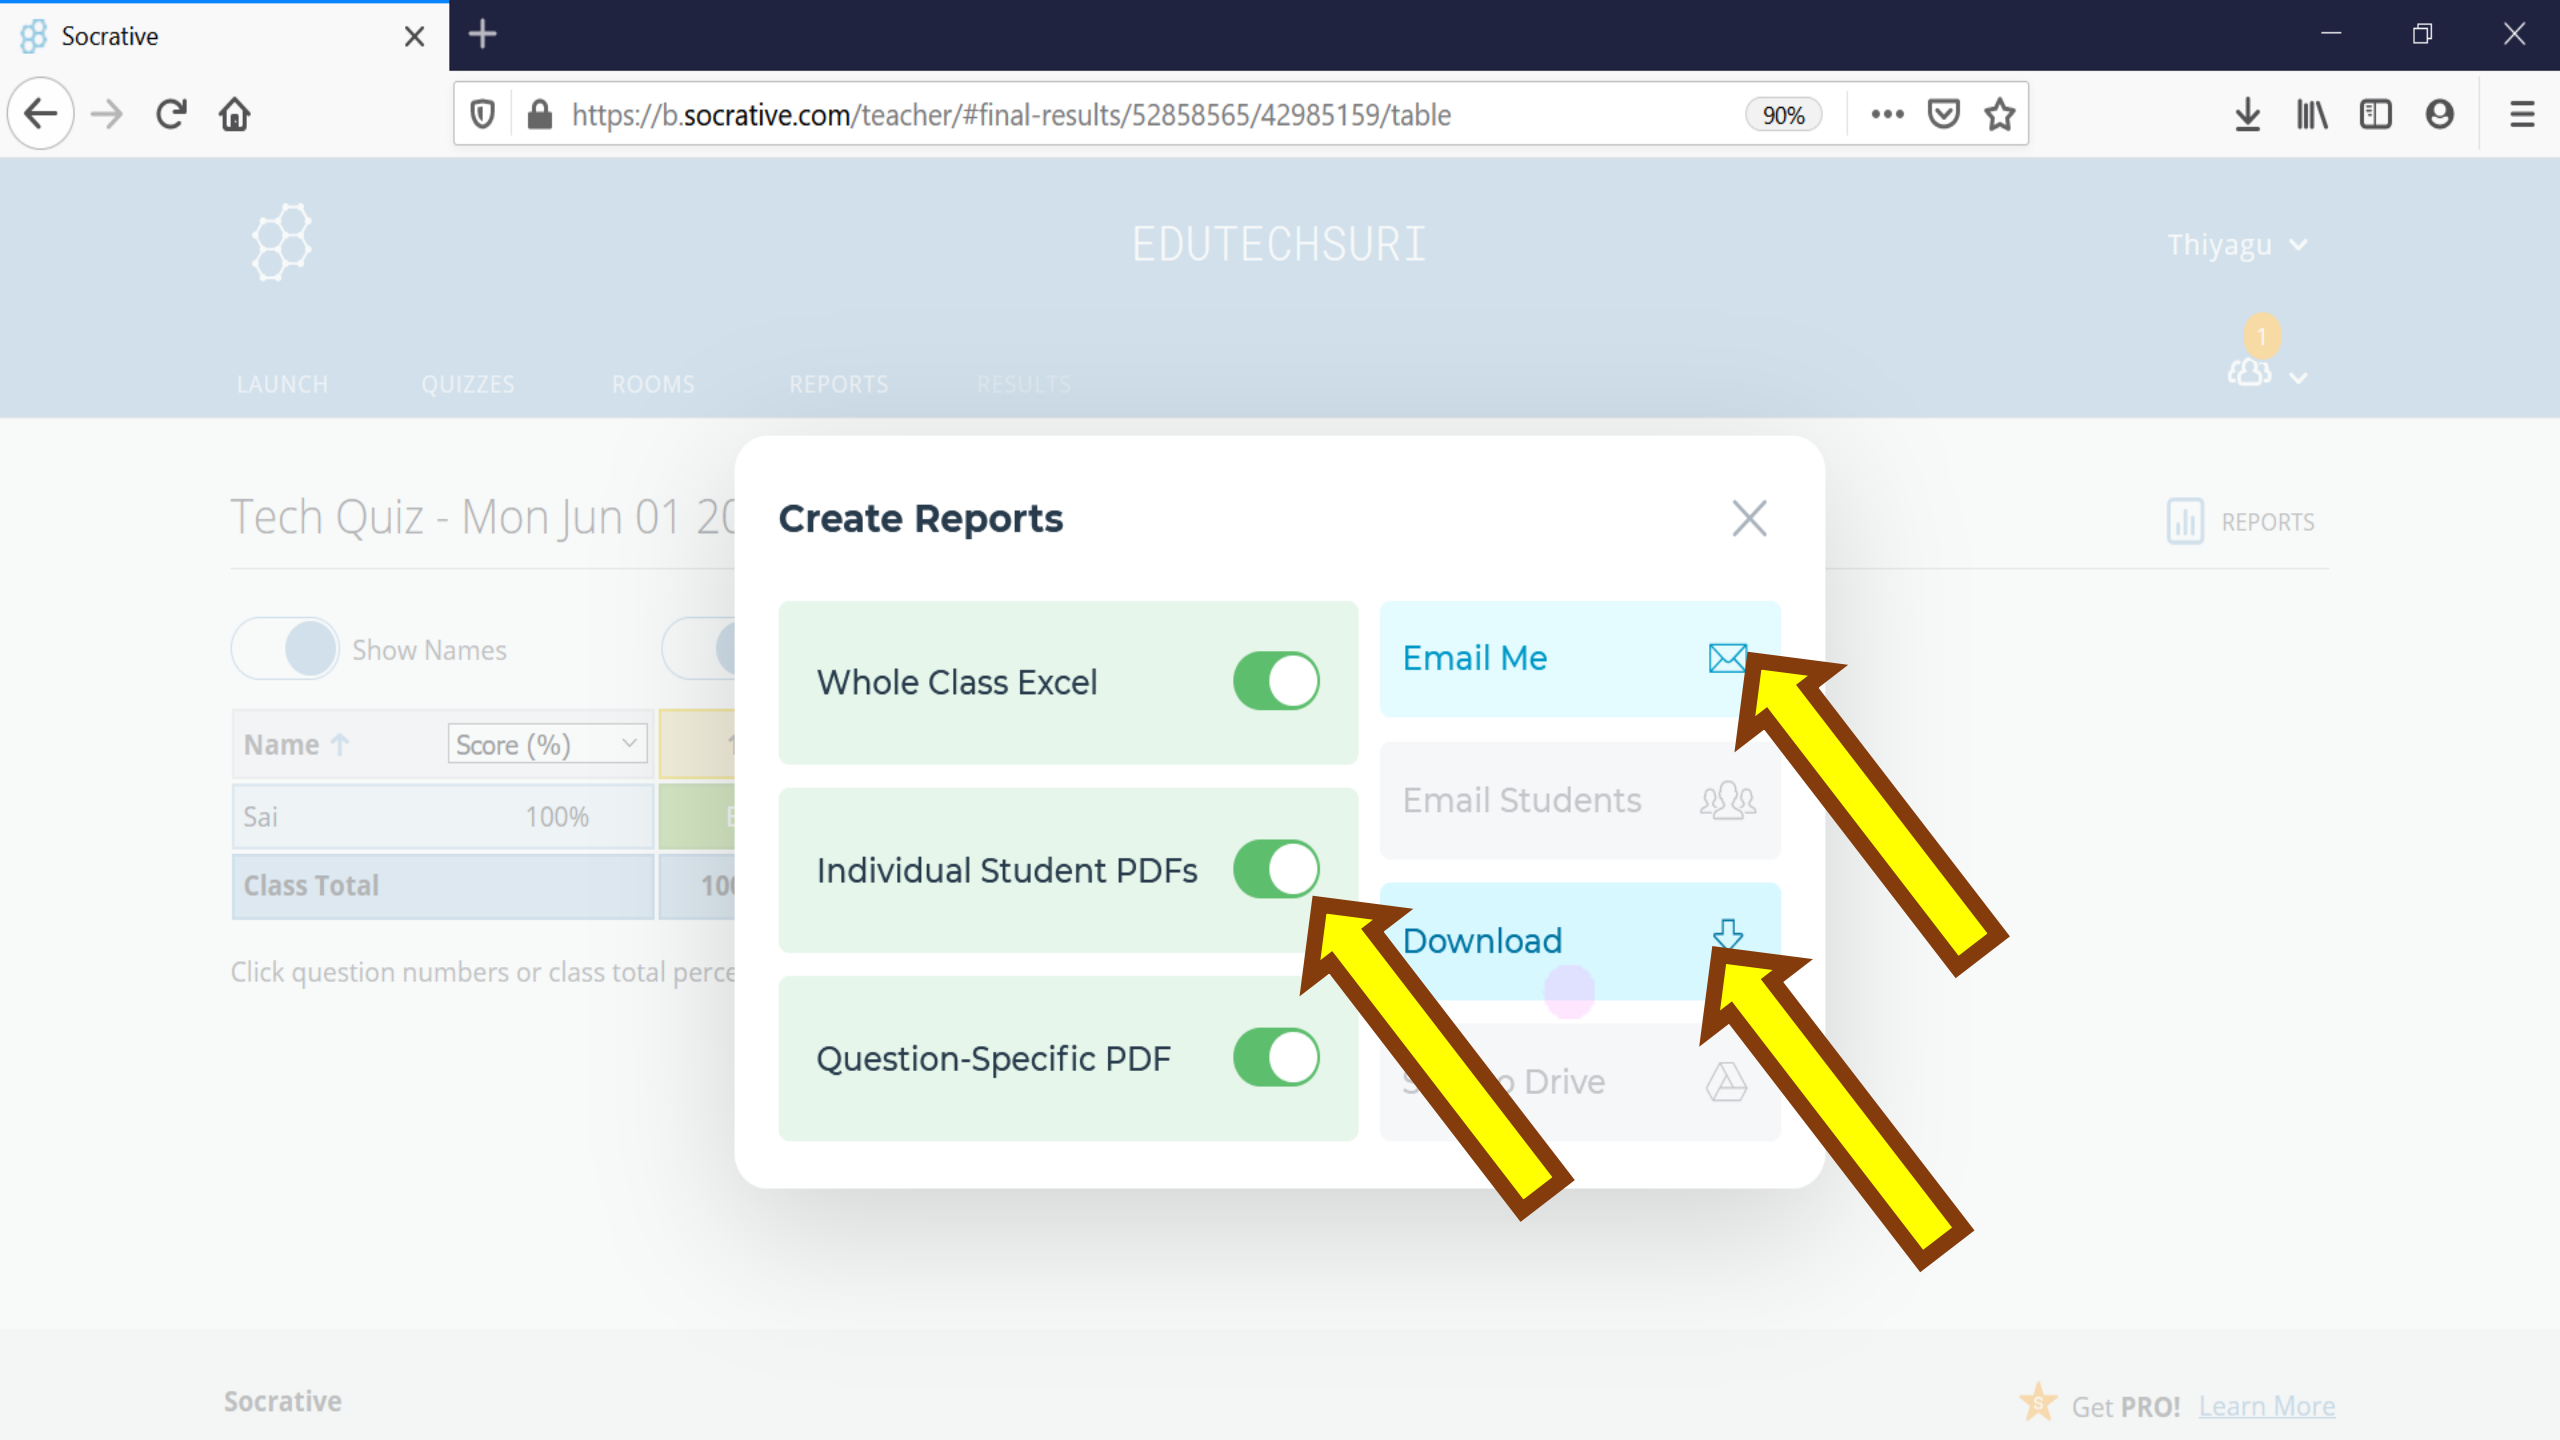 Socrative
https://b.socrative.com/teacher/#final-results/52858565/42985159/table
90%
EDUTECHSURI
Thiyagu
1
LAUNCH QUIZZES ROOMS REPORTS RESULTS
Tech Quiz - Mon Jun 01
REPORTS
Create Reports
Show Names
Whole Class Excel
Email Me
Name Score (%)
Sai 100%
Email Students
Individual Student PDFs
Class Total
Download
Click question numbers or class total
Question-Specific PDF
Drive
Socrative
Get PRO! Learn More